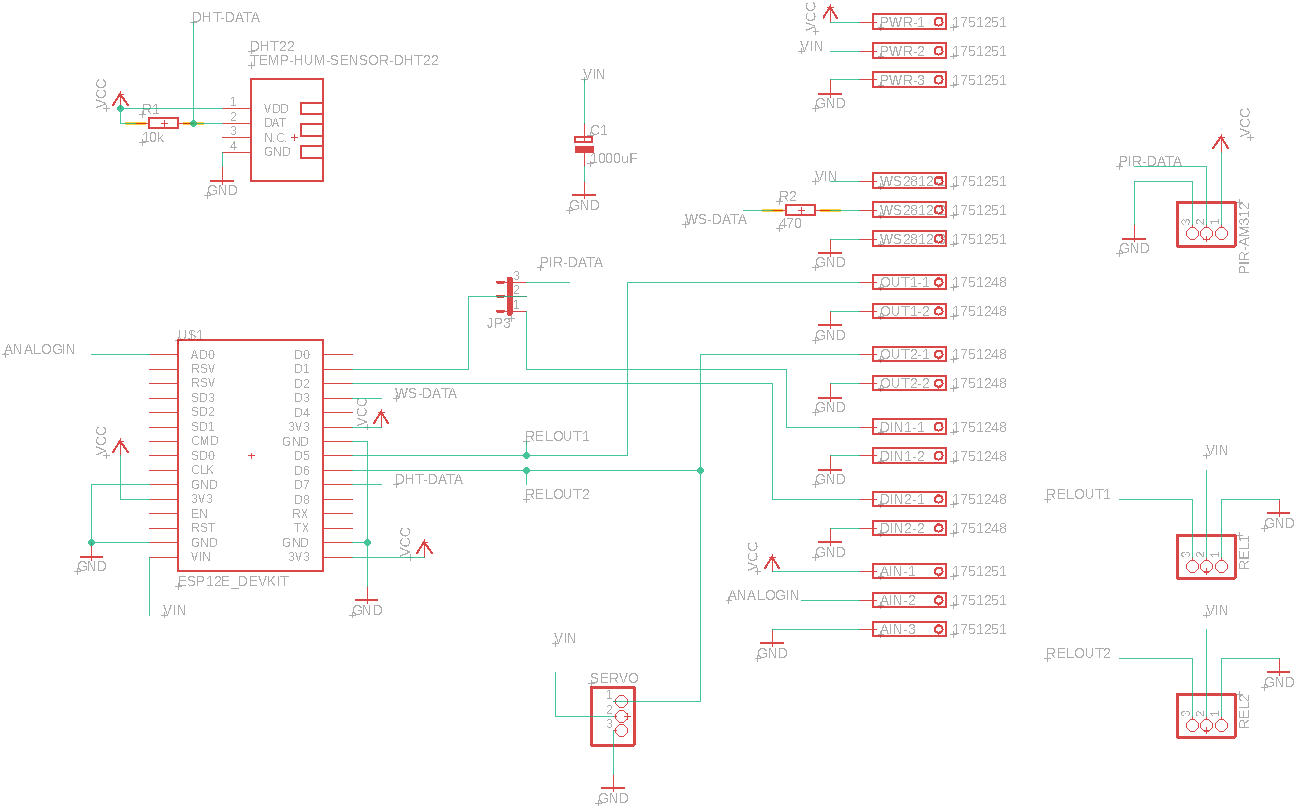 DHT-DATA
DHT22
TEMP-HUM-SENSOR-DHT22
VCC
R1
10k
1
2
3
4
VDD
DAT
N.C.
GND
GND
VIN
C1
1000uF
GND
VCC
PWR-1 1751251
VIN
PWR-2 1751251
PWR-3 1751251
GND
VIN
WS2812 1751251
WS-DATA
R2
470
WS2812 1751251
WS2812 1751251
GND
OUT1-1 1751248
OUT1-2 1751248
GND
OUT2-1 1751248
OUT2-2 1751248
GND
DIN1-1 1751248
DIN1-2 1751248
GND
DIN2-1 1751248
DIN2-2 1751248
GND
VCC
AIN-1 1751251
ANALOGIN
AIN-2 1751251
AIN-3 1751251
GND
PIR-DATA
VCC
GND
3 2 1
PIR-AM312
PIR-DATA
3
2
1
JP3
ANALOGIN
U$1
AD0 D0
RSV D1
RSV D2
SD3 D3
SD2 D4
SD1 3V3
CMD GND
SD0 D5
CLK D6
GND D7
3V3 D8
EN RX
RST TX
GND GND
VIN 3V3
ESP12E_DEVKIT
VCC
GND
VIN
WS-DATA
VCC
RELOUT1
DHT-DATA
RELOUT2
VCC
GND
VIN
SERVO
1
2
3
GND
VIN
RELOUT1
GND
3 2 1
REL1
VIN
RELOUT2
GND
3 2 1
REL2